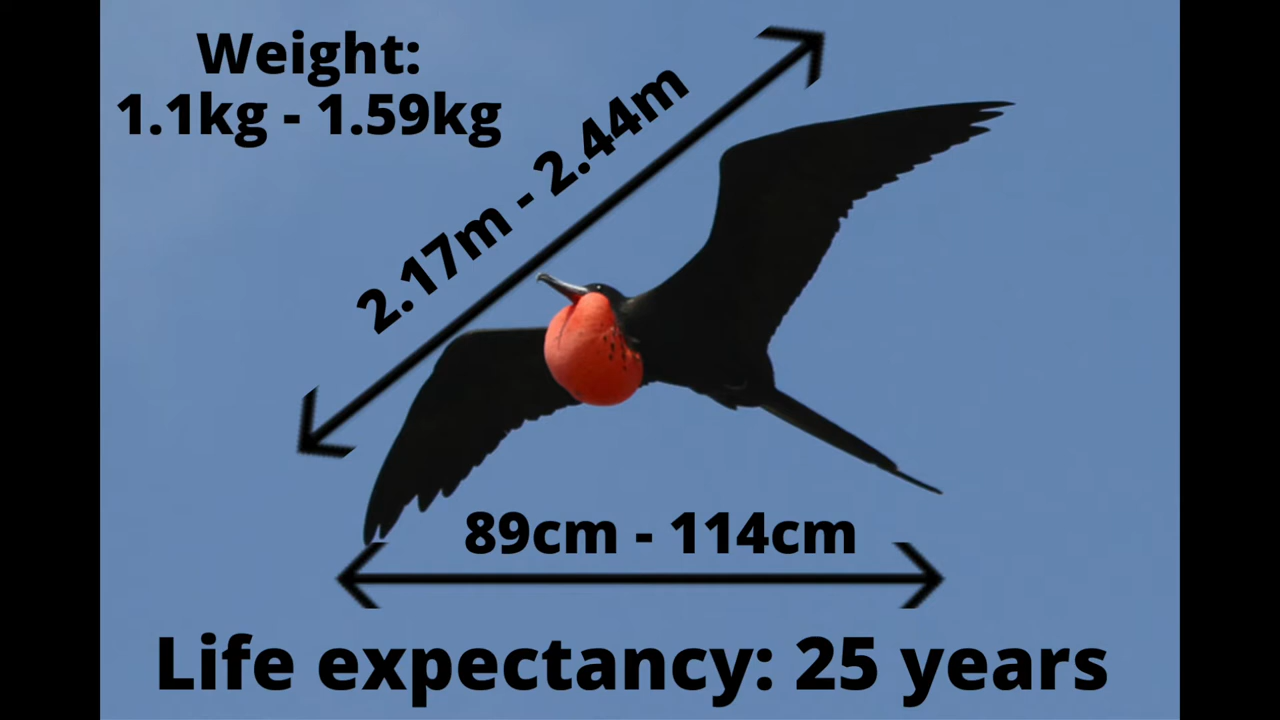 Weight:
1.1kg - 1.59kg
2.17m - 2.44m
89cm - 114cm
Life expectancy: 25 years